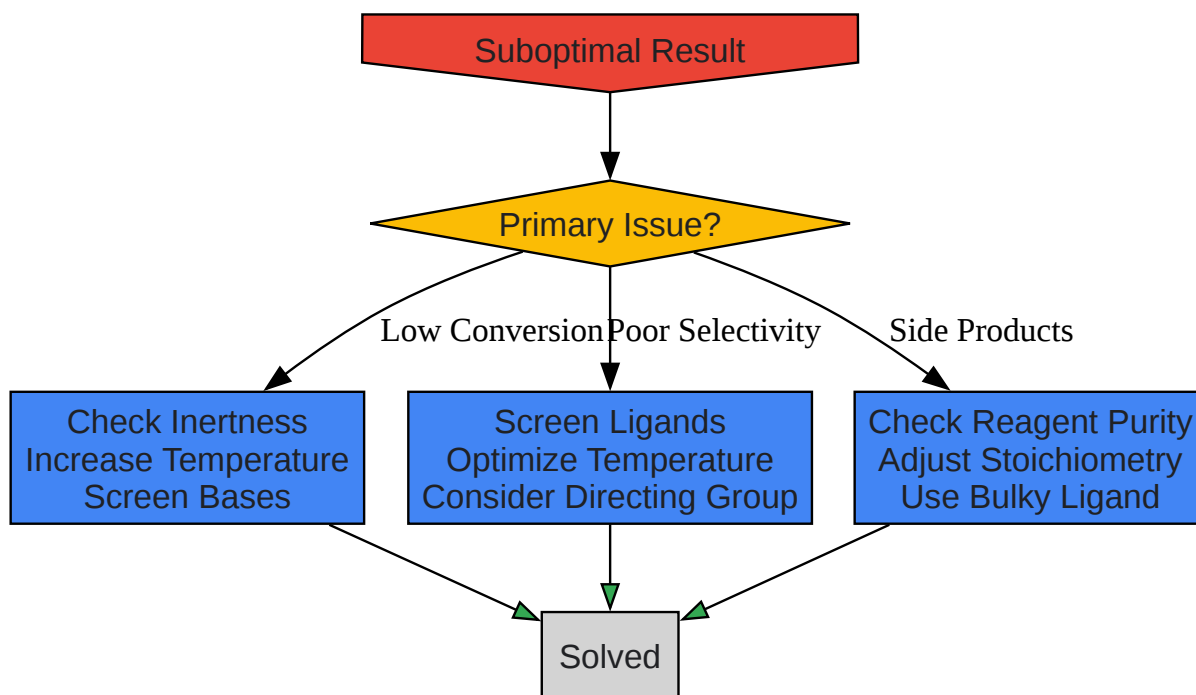 Suboptimal Result
Primary Issue?
Low Conversion
Poor Selectivity
Side Products
Check Inertness
Increase Temperature
Screen Bases
Screen Ligands
Optimize Temperature
Consider Directing Group
Check Reagent Purity
Adjust Stoichiometry
Use Bulky Ligand
Solved